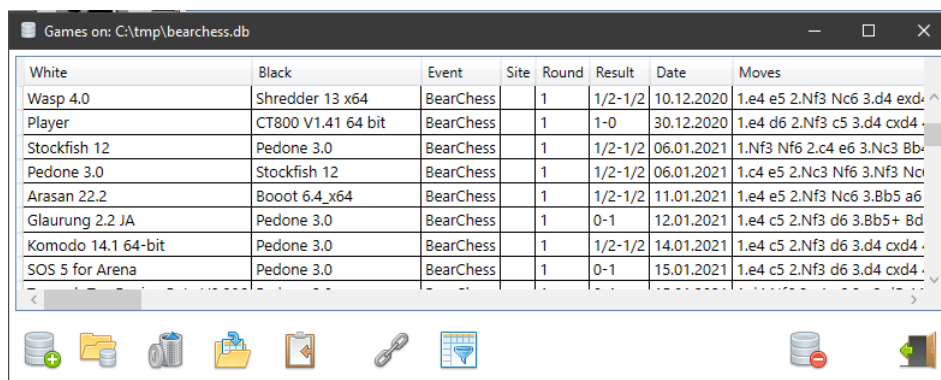 Games on: C:\tmp\bearchess.db
White Black Event Site Round Result Date Moves
Wasp 4.0 Shredder 13 x64 BearChess 1 1/2-1/2 10.12.2020 1.e4 e5 2.Nf3 Nc6 3.d4 exd4
Player CT800 V1.41 64 bit BearChess 1 1-0 30.12.2020 1.e4 d6 2.Nf3 c5 3.d4 cxd4
Stockfish 12 Pedone 3.0 BearChess 1 1/2-1/2 06.01.2021 1.Nf3 Nf6 2.c4 e6 3.Nc3 Bb4
Pedone 3.0 Stockfish 12 BearChess 1 1/2-1/2 06.01.2021 1.c4 e5 2.Nc3 Nf6 3.Nf3 Nc
Arasan 22.2 Booot 6.4_x64 BearChess 1 1/2-1/2 11.01.2021 1.e4 e5 2.Nf3 Nc6 3.Bb5 a6
Glaurung 2.2 JA Pedone 3.0 BearChess 1 0-1 12.01.2021 1.e4 c5 2.Nf3 d6 3.Bb5+ Bd
Komodo 14.1 64-bit Pedone 3.0 BearChess 1 1/2-1/2 14.01.2021 1.e4 c5 2.Nf3 d6 3.d4 cxd4
SOS 5 for Arena Pedone 3.0 BearChess 1 0-1 15.01.2021 1.e4 c5 2.Nf3 d6 3.d4 cxd4